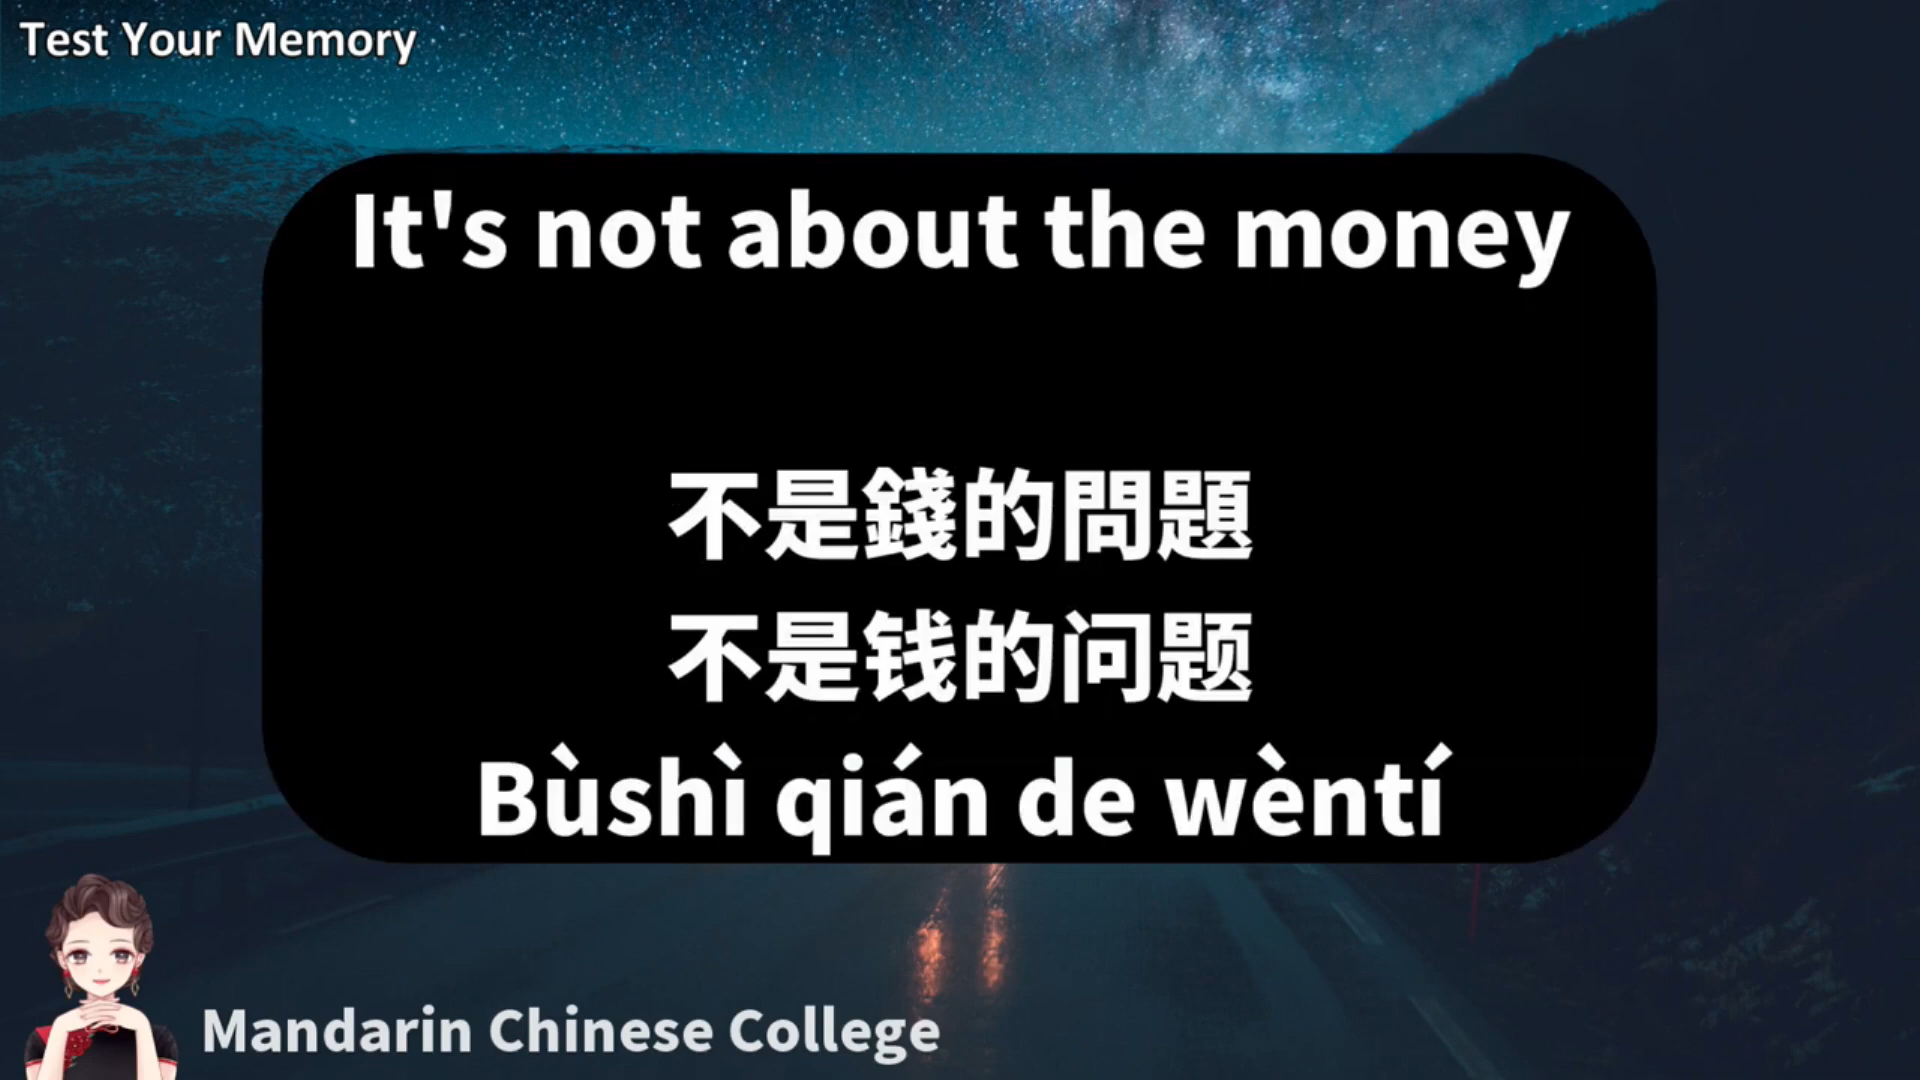 Test Your Memory
It's not about the money
不是錢的問題
不是钱的问题
Bùshì qián de wèntí
Mandarin Chinese College